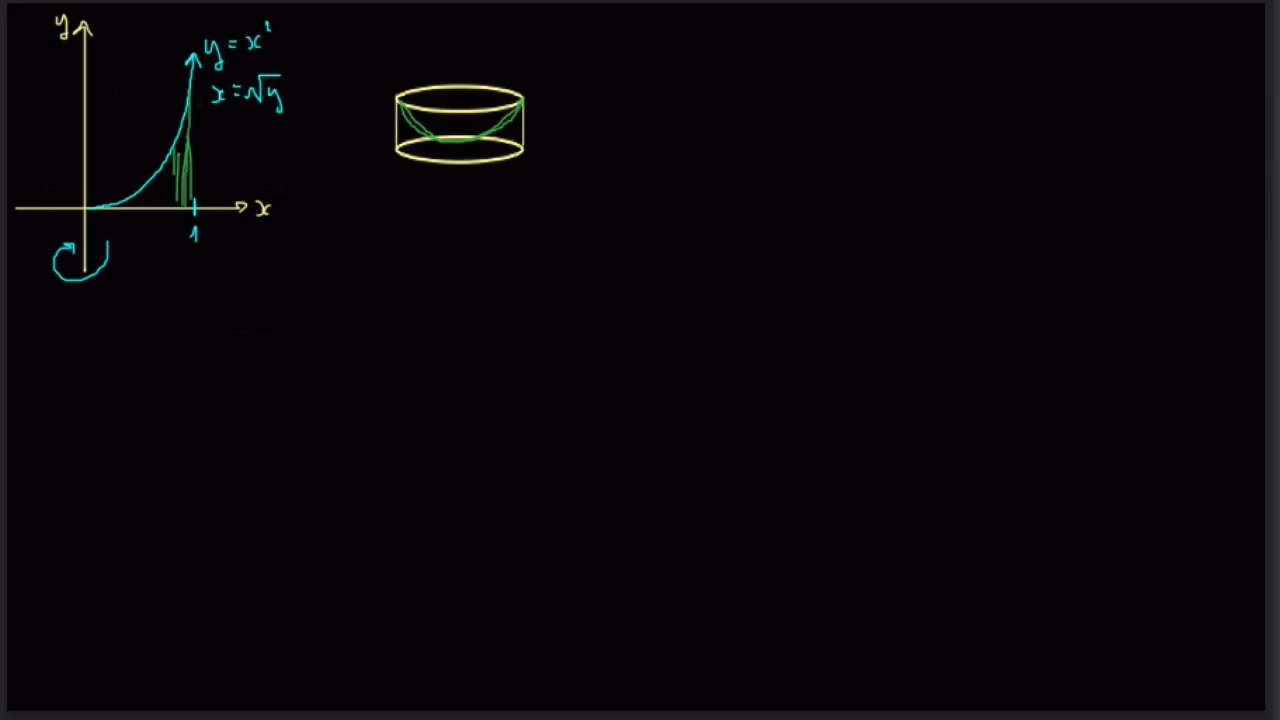 y
y = x²
x = √y
x
1